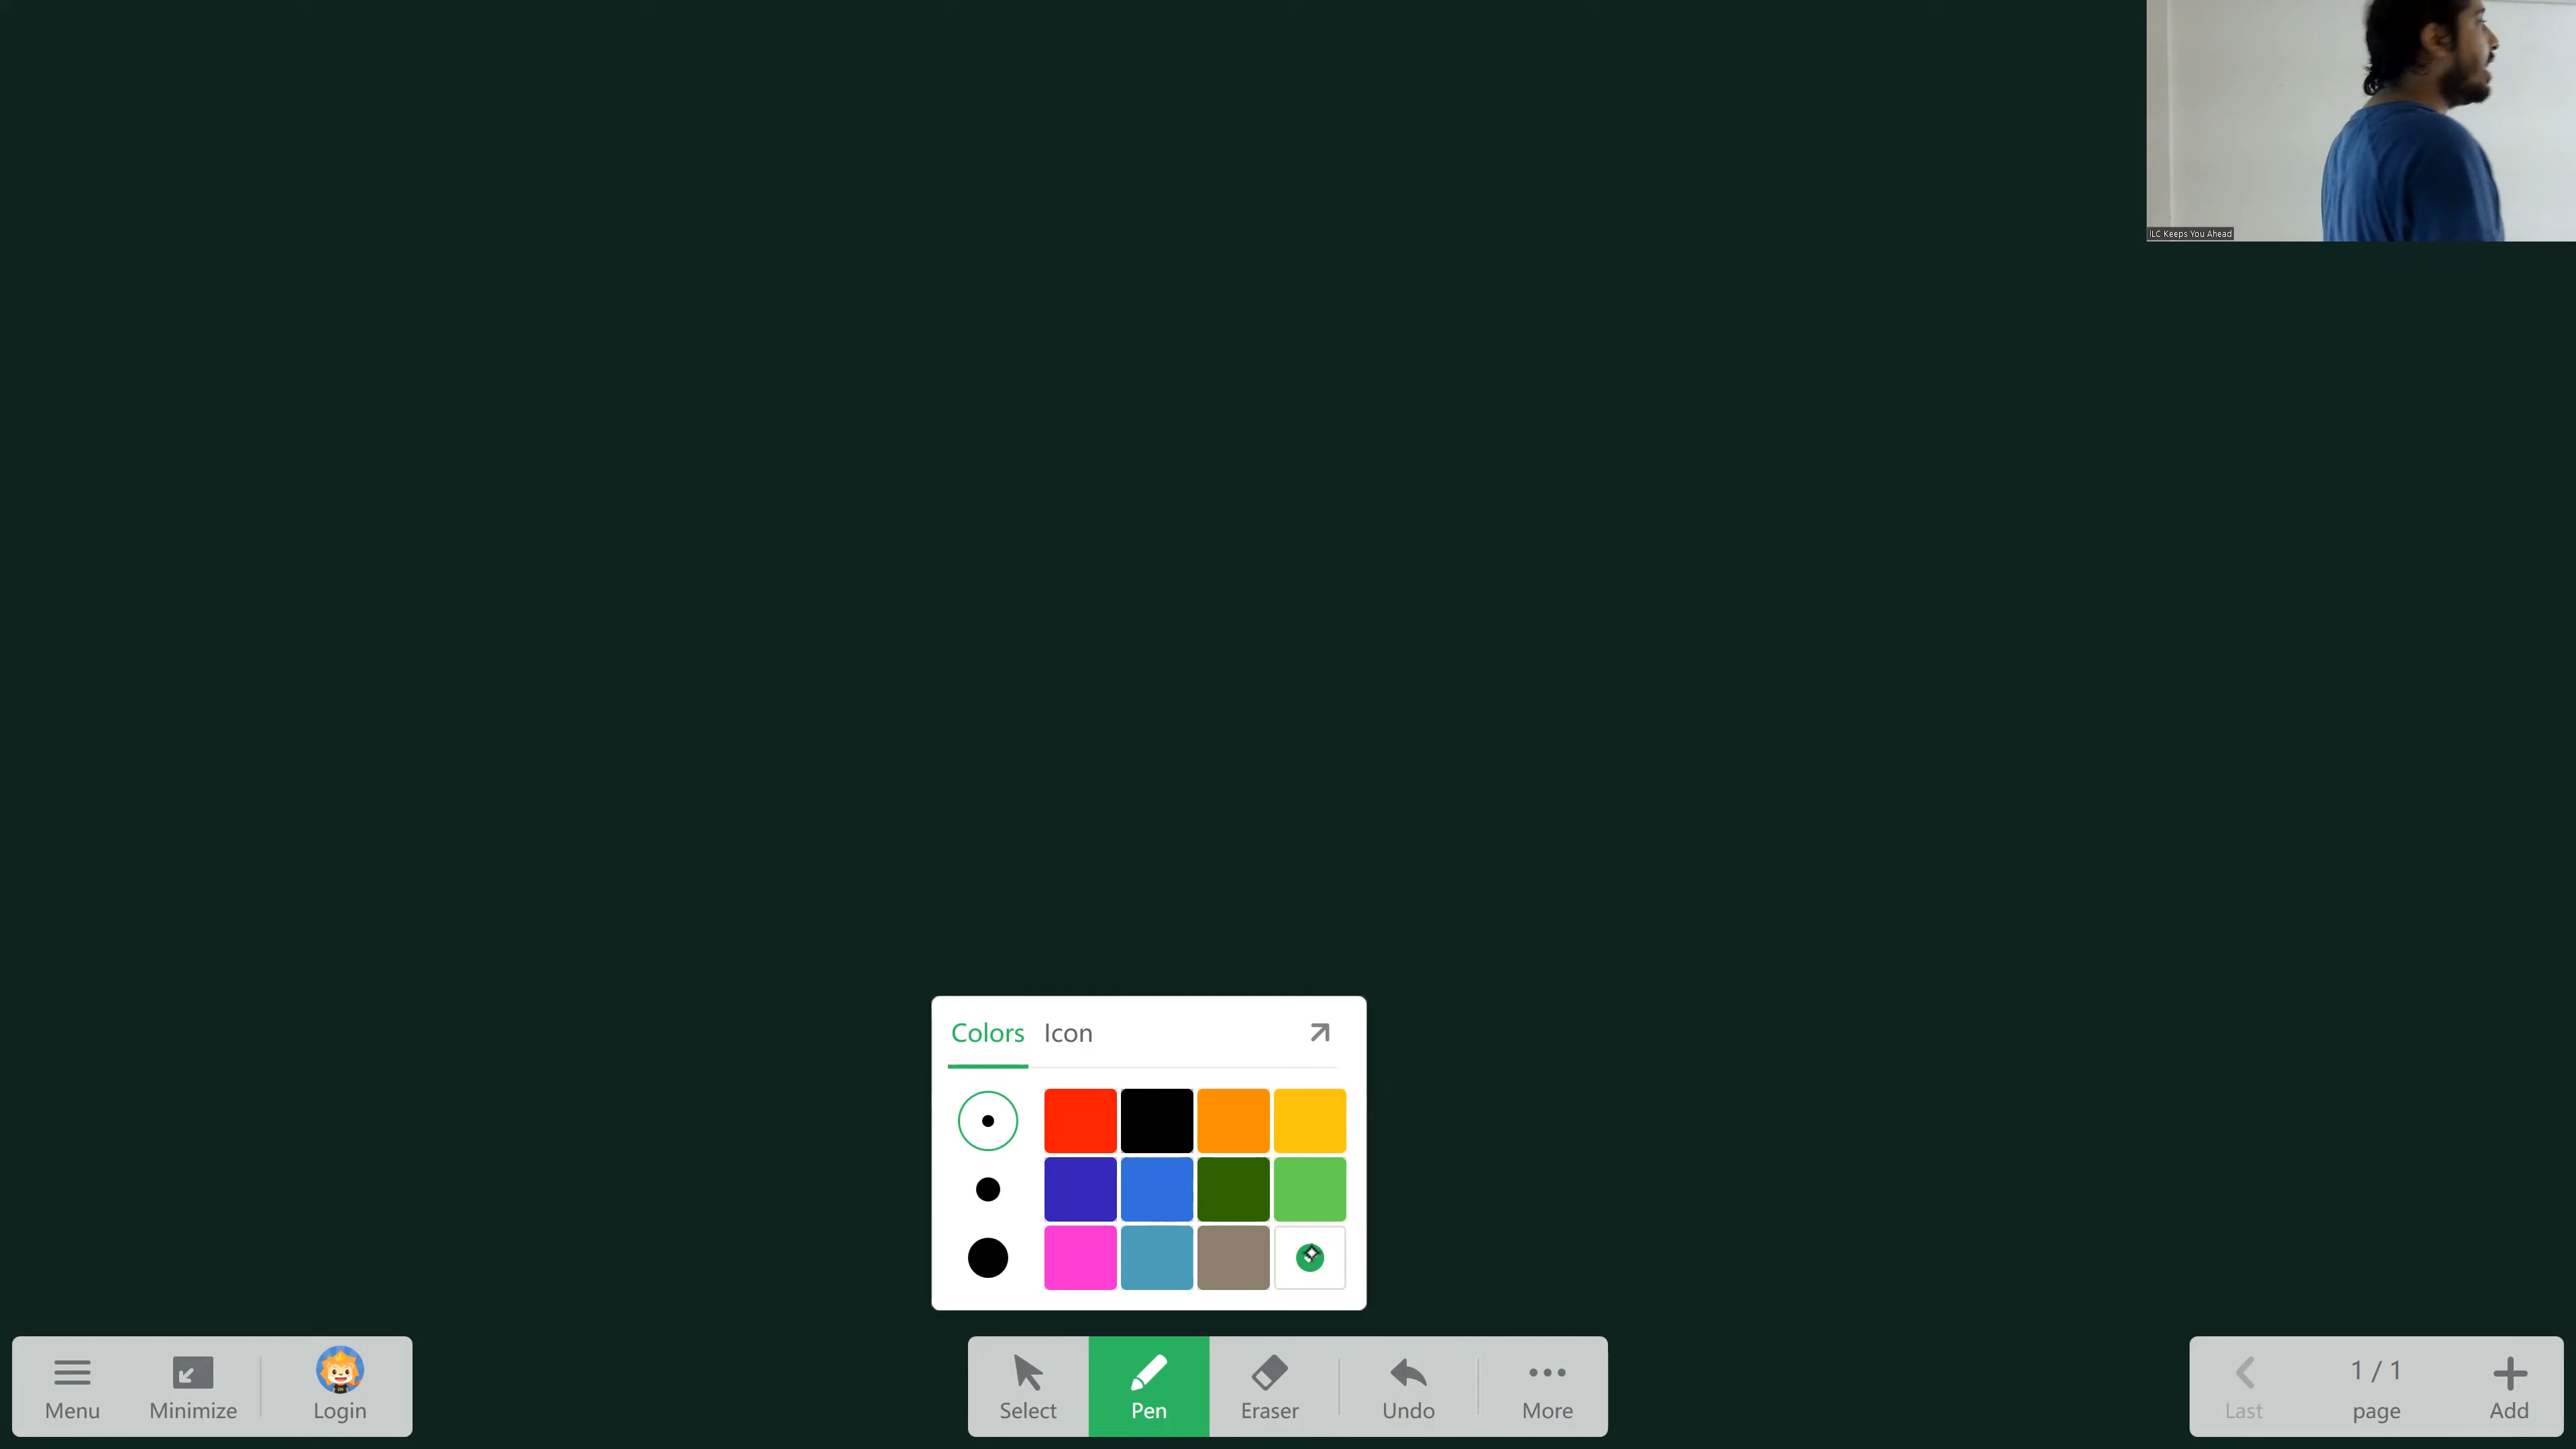 ILC Keeps You Ahead
Colors Icon
Menu Minimize Login
Select Pen Eraser Undo More
Last 1 / 1 page Add